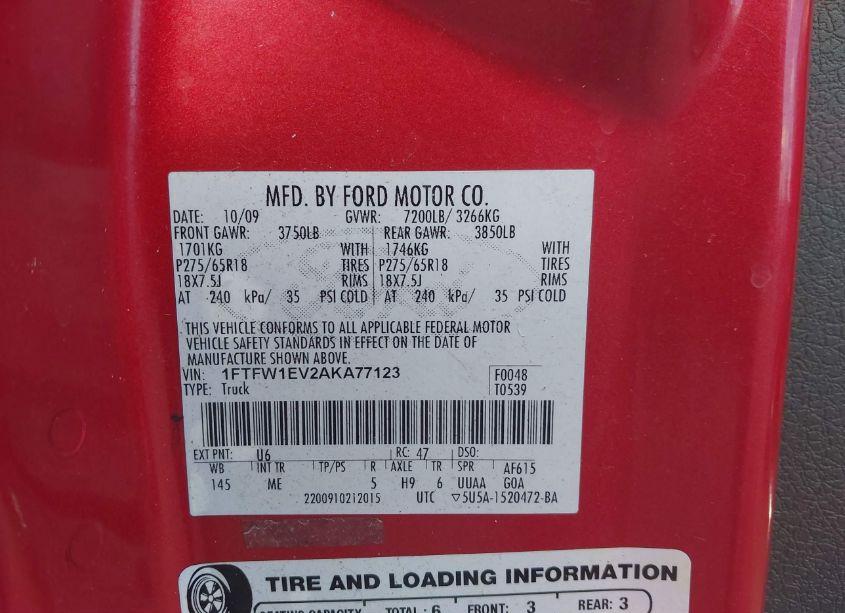 MFD. BY FORD MOTOR CO.
DATE: 10/09 GVWR: 7200LB/ 3266KG
FRONT GAWR: 3750LB REAR GAWR: 3850LB
1701KG WITH 1746KG WITH
P275/65R18 TIRES P275/65R18 TIRES
18X7.5J RIMS 18X7.5J RIMS
AT 240 kPa/ 35 PSI COLD AT 240 kPa/ 35 PSI COLD
THIS VEHICLE CONFORMS TO ALL APPLICABLE FEDERAL MOTOR
VEHICLE SAFETY STANDARDS IN EFFECT ON THE DATE OF
MANUFACTURE SHOWN ABOVE.
VIN: 1FTFW1EV2AKA77123 F0048
TYPE: Truck T0539
EXT PNT: U6 RC: 47 DSO:
WB INT TR TP/PS R AXLE TR SPR AF615
145 ME 5 H9 6 UUAA GOA
2200910212015 UTC ▽5U5A-1520472-BA
TIRE AND LOADING INFORMATION
SEATING CAPACITY TOTAL : 6 FRONT: 3 REAR: 3